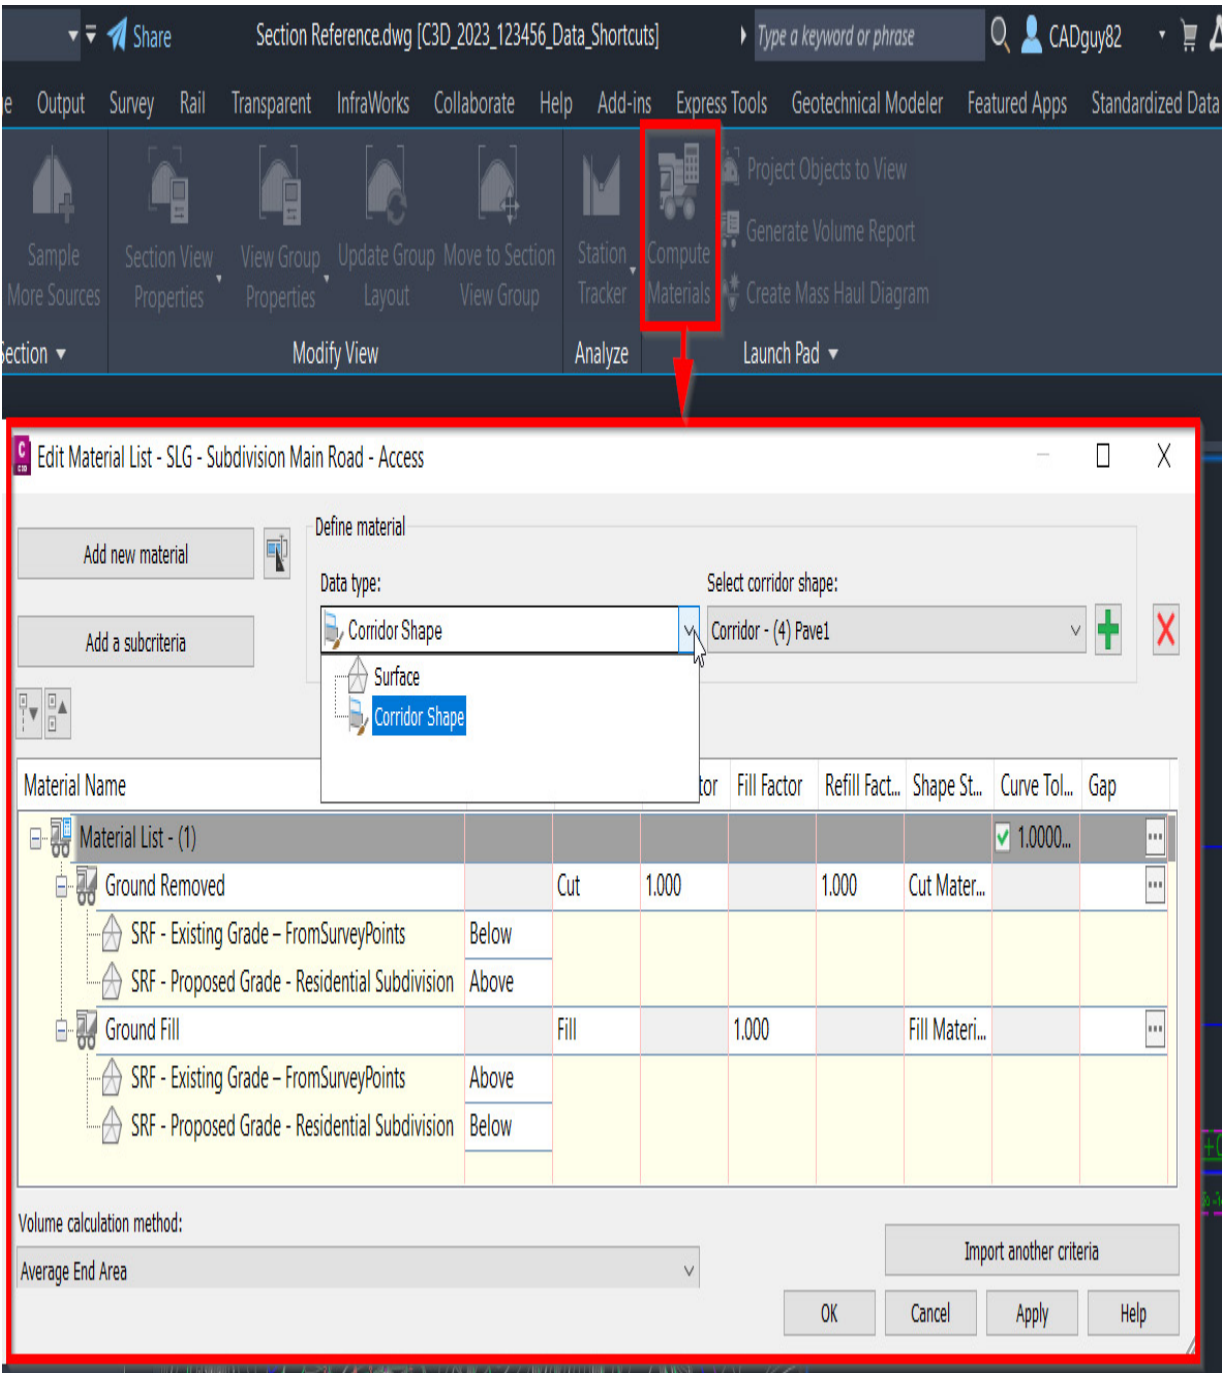 Share Section Reference.dwg [C3D_2023_123456_Data_Shortcuts] Type a keyword or phrase CADguy82
Output Survey Rail Transparent InfraWorks Collaborate Help Add-ins Express Tools Geotechnical Modeler Featured Apps Standardized Data
Sample
More Sources
Section View
Properties
View Group
Properties
Update Group
Layout
Move to Section
View Group
Station
Tracker
Compute
Materials
Project Objects to View
Generate Volume Report
Create Mass Haul Diagram
Section Modify View Analyze Launch Pad
Edit Material List - SLG - Subdivision Main Road - Access
Add new material
Define material
Data type: Select corridor shape:
Add a subcriteria
Corridor Shape Corridor - (4) Pave1
Surface
Corridor Shape
Material Name tor Fill Factor Refill Fact... Shape St... Curve Tol... Gap
Material List - (1) 1.0000... ...
Ground Removed Cut 1.000 1.000 Cut Mater... ...
SRF - Existing Grade – FromSurveyPoints Below
SRF - Proposed Grade - Residential Subdivision Above
Ground Fill Fill 1.000 Fill Materi... ...
SRF - Existing Grade – FromSurveyPoints Above
SRF - Proposed Grade - Residential Subdivision Below
Volume calculation method:
Average End Area
Import another criteria
OK Cancel Apply Help